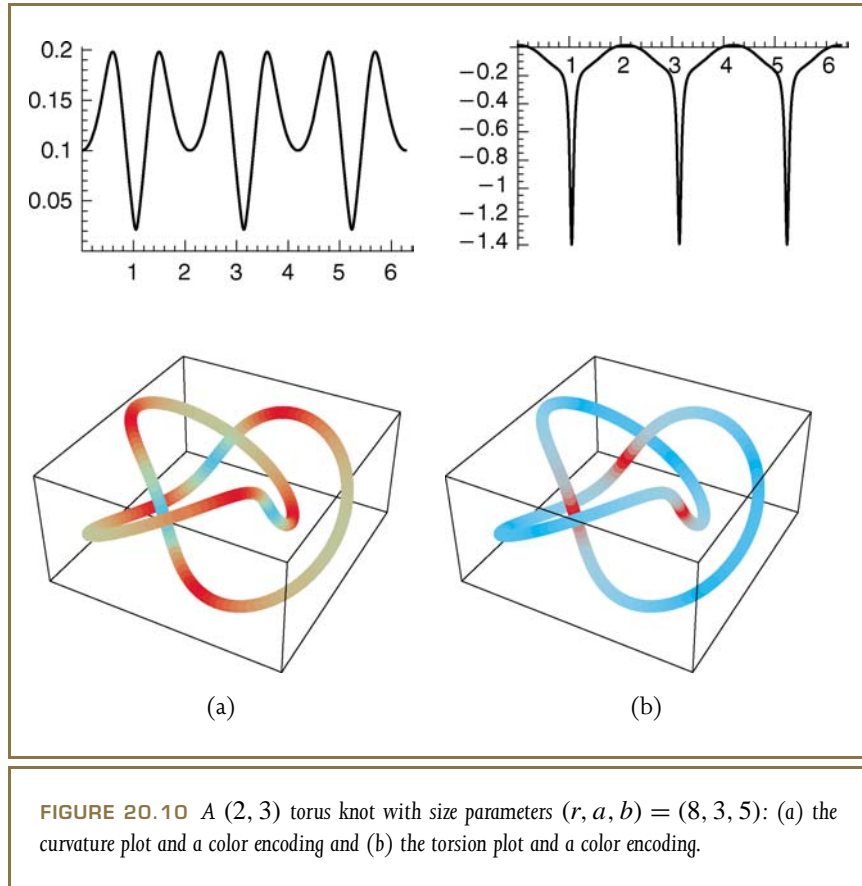 0.2
0.15
0.1
0.05
1 2 3 4 5 6
1 2 3 4 5 6
−0.2
−0.4
−0.6
−0.8
−1
−1.2
−1.4
(a)
(b)
FIGURE 20.10 A (2, 3) torus knot with size parameters (r, a, b) = (8, 3, 5): (a) the
curvature plot and a color encoding and (b) the torsion plot and a color encoding.